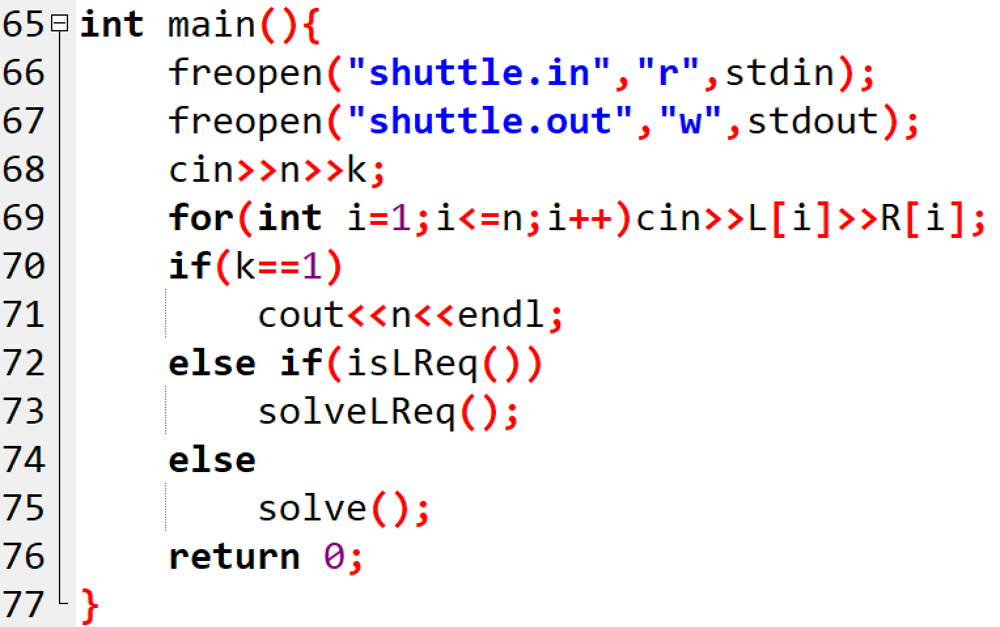 65 int main(){
66     freopen("shuttle.in","r",stdin);
67     freopen("shuttle.out","w",stdout);
68     cin>>n>>k;
69     for(int i=1;i<=n;i++)cin>>L[i]>>R[i];
70     if(k==1)
71         cout<<n<<endl;
72     else if(isLReq())
73         solveLReq();
74     else
75         solve();
76     return 0;
77 }